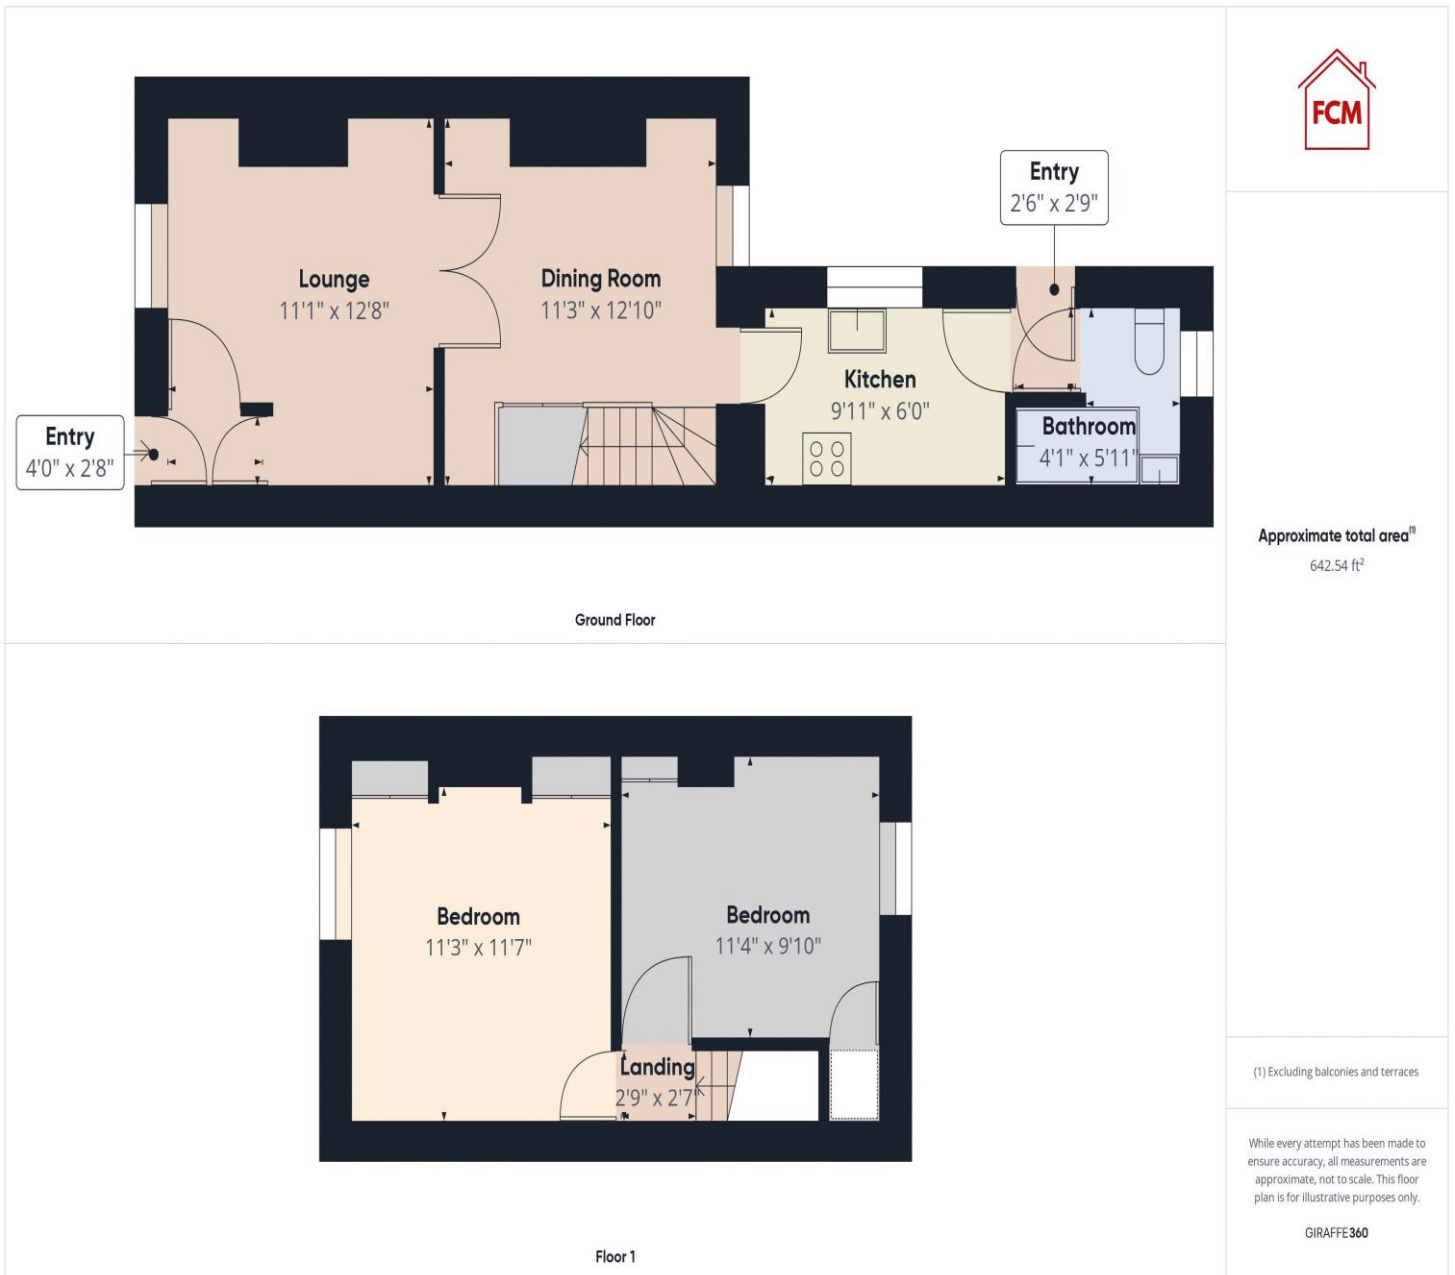 FCM
Entry
2'6" x 2'9"
Lounge
11'1" x 12'8"
Dining Room
11'3" x 12'10"
Kitchen
9'11" x 6'0"
Entry
4'0" x 2'8"
Bathroom
4'1" x 5'11"
Ground Floor
Approximate total area(1)
642.54 ft²
Bedroom
11'3" x 11'7"
Bedroom
11'4" x 9'10"
Landing
2'9" x 2'7"
Floor 1
(1) Excluding balconies and terraces
While every attempt has been made to
ensure accuracy, all measurements are
approximate, not to scale. This floor
plan is for illustrative purposes only.
GIRAFFE360